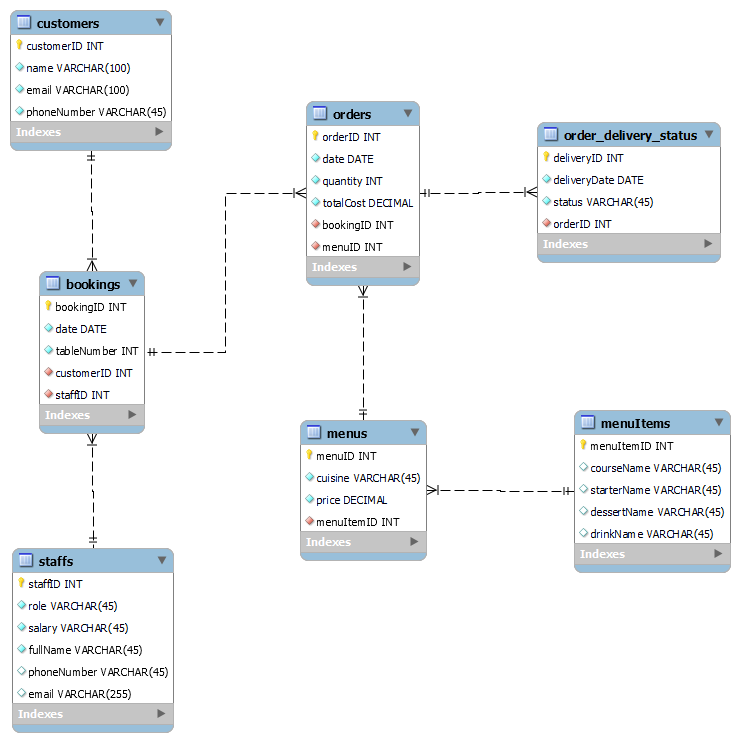 customers
customerID INT
name VARCHAR(100)
email VARCHAR(100)
phoneNumber VARCHAR(45)
Indexes
bookings
bookingID INT
date DATE
tableNumber INT
customerID INT
staffID INT
Indexes
staffs
staffID INT
role VARCHAR(45)
salary VARCHAR(45)
fullName VARCHAR(45)
phoneNumber VARCHAR(45)
email VARCHAR(255)
Indexes
orders
orderID INT
date DATE
quantity INT
totalCost DECIMAL
bookingID INT
menuID INT
Indexes
menus
menuID INT
cuisine VARCHAR(45)
price DECIMAL
menuItemID INT
Indexes
order_delivery_status
deliveryID INT
deliveryDate DATE
status VARCHAR(45)
orderID INT
Indexes
menuItems
menuItemID INT
courseName VARCHAR(45)
starterName VARCHAR(45)
dessertName VARCHAR(45)
drinkName VARCHAR(45)
Indexes